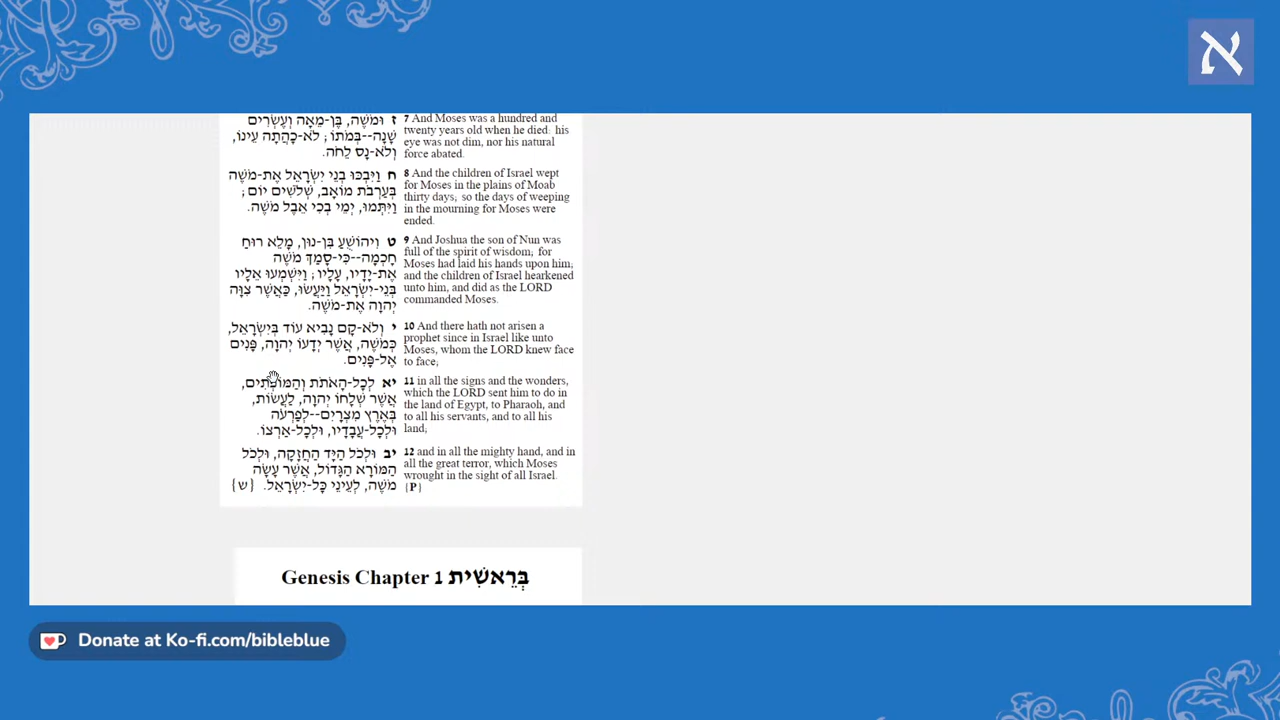 א
ז וּמֹשֶׁה, בֶּן-מֵאָה וְעֶשְׂרִים
שָׁנָה--בְּמֹתוֹ; לֹא-כָהֲתָה עֵינוֹ,
וְלֹא-נָס לֵחֹה.
7 And Moses was a hundred and
twenty years old when he died: his
eye was not dim, nor his natural
force abated.
ח וַיִּבְכּוּ בְנֵי יִשְׂרָאֵל אֶת-מֹשֶׁה
בְּעַרְבֹת מוֹאָב, שְׁלֹשִׁים יוֹם;
וַיִּתְּמוּ, יְמֵי בְכִי אֵבֶל מֹשֶׁה.
8 And the children of Israel wept
for Moses in the plains of Moab
thirty days; so the days of weeping
in the mourning for Moses were
ended.
ט וִיהוֹשֻׁעַ בִּן-נוּן, מָלֵא רוּחַ
חָכְמָה--כִּי-סָמַךְ מֹשֶׁה
אֶת-יָדָיו, עָלָיו; וַיִּשְׁמְעוּ אֵלָיו
בְּנֵי-יִשְׂרָאֵל וַיַּעֲשׂוּ, כַּאֲשֶׁר צִוָּה
יְהוָה אֶת-מֹשֶׁה.
9 And Joshua the son of Nun was
full of the spirit of wisdom; for
Moses had laid his hands upon him;
and the children of Israel hearkened
unto him, and did as the LORD
commanded Moses.
י וְלֹא-קָם נָבִיא עוֹד בְּיִשְׂרָאֵל,
כְּמֹשֶׁה, אֲשֶׁר יְדָעוֹ יְהוָה, פָּנִים
אֶל-פָּנִים.
10 And there hath not arisen a
prophet since in Israel like unto
Moses, whom the LORD knew face
to face;
יא לְכָל-הָאֹתֹת וְהַמּוֹפְתִים,
אֲשֶׁר שְׁלָחוֹ יְהוָה, לַעֲשׂוֹת,
בְּאֶרֶץ מִצְרָיִם--לְפַרְעֹה
וּלְכָל-עֲבָדָיו, וּלְכָל-אַרְצוֹ.
11 in all the signs and the wonders,
which the LORD sent him to do in
the land of Egypt, to Pharaoh, and
to all his servants, and to all his
land;
יב וּלְכֹל הַיָּד הַחֲזָקָה, וּלְכֹל
הַמּוֹרָא הַגָּדוֹל, אֲשֶׁר עָשָׂה
מֹשֶׁה, לְעֵינֵי כָּל-יִשְׂרָאֵל. {ש}
12 and in all the mighty hand, and in
all the great terror, which Moses
wrought in the sight of all Israel.
{P}
Genesis Chapter 1 בְּרֵאשִׁית
Donate at Ko-fi.com/bibleblue